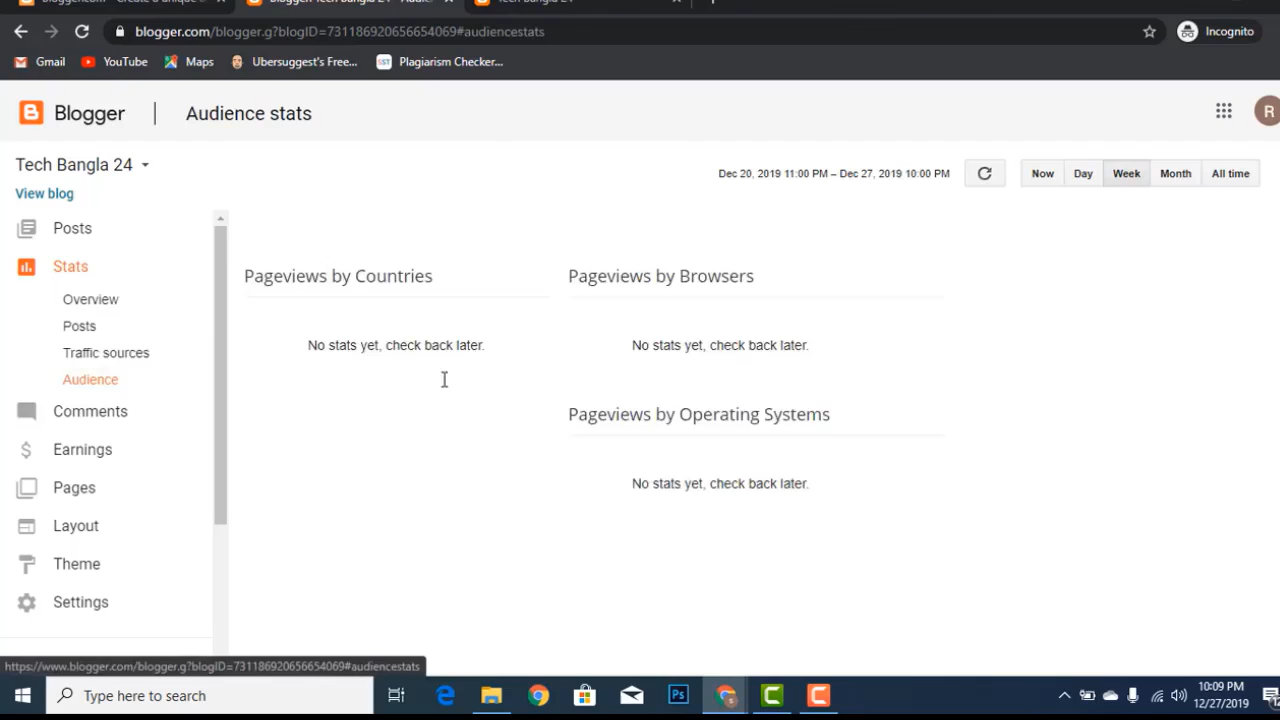 blogger.com/blogger.g?blogID=731186920656654069#audiencestats
Incognito
Gmail
YouTube
Maps
Ubersuggest's Free...
Plagiarism Checker...
Blogger
Audience stats
R
Tech Bangla 24
View blog
Dec 20, 2019 11:00 PM – Dec 27, 2019 10:00 PM
Now
Day
Week
Month
All time
Posts
Stats
Overview
Posts
Traffic sources
Audience
Comments
Earnings
Pages
Layout
Theme
Settings
Pageviews by Countries
No stats yet, check back later.
Pageviews by Browsers
No stats yet, check back later.
Pageviews by Operating Systems
No stats yet, check back later.
https://www.blogger.com/blogger.g?blogID=731186920656654069#audiencestats
Type here to search
Ps
10:09 PM
12/27/2019